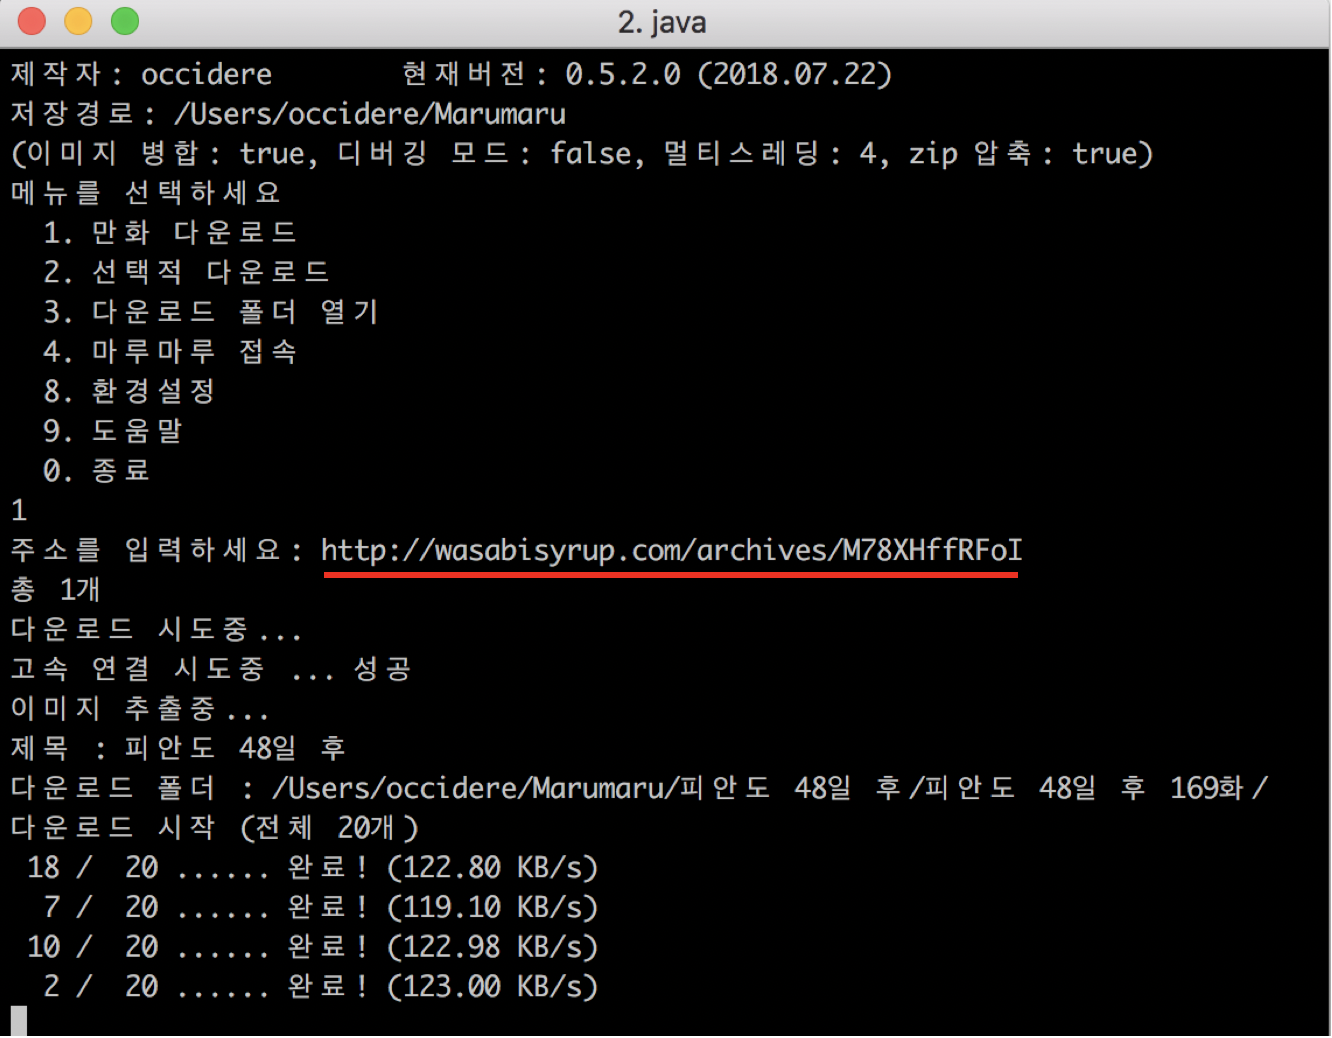 2. java
제작자: occidere 현재버전: 0.5.2.0 (2018.07.22)
저장경로: /Users/occidere/Marumaru
(이미지 병합: true, 디버깅 모드: false, 멀티스레딩: 4, zip 압축: true)
메뉴를 선택하세요
1. 만화 다운로드
2. 선택적 다운로드
3. 다운로드 폴더 열기
4. 마루마루 접속
8. 환경설정
9. 도움말
0. 종료
1
주소를 입력하세요: http://wasabisyrup.com/archives/M78XHffRFoI
총 1개
다운로드 시도중...
고속 연결 시도중 ... 성공
이미지 추출중...
제목 : 피안도 48일 후
다운로드 폴더 : /Users/occidere/Marumaru/피안도 48일 후/피안도 48일 후 169화/
다운로드 시작 (전체 20개)
18 / 20 ...... 완료! (122.80 KB/s)
7 / 20 ...... 완료! (119.10 KB/s)
10 / 20 ...... 완료! (122.98 KB/s)
2 / 20 ...... 완료! (123.00 KB/s)